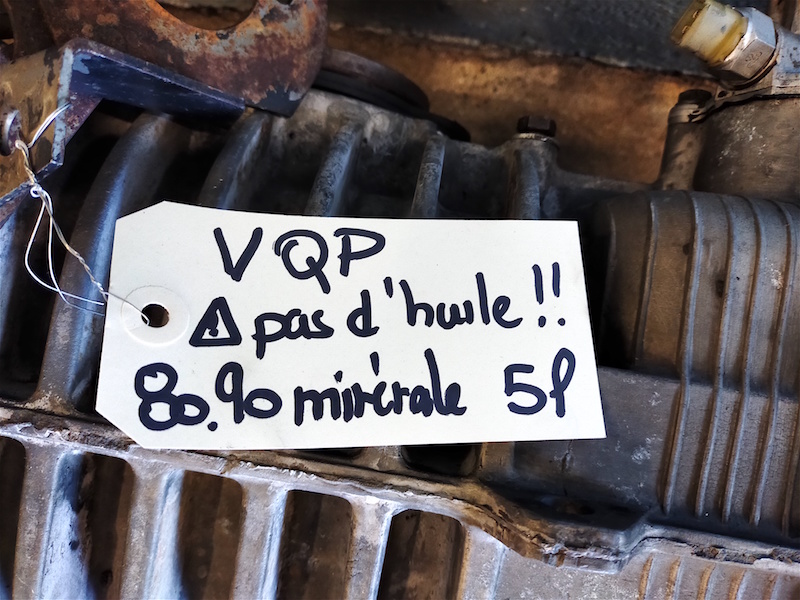 VQP
⚠ pas d'huile !!
80.90 minérale 5l